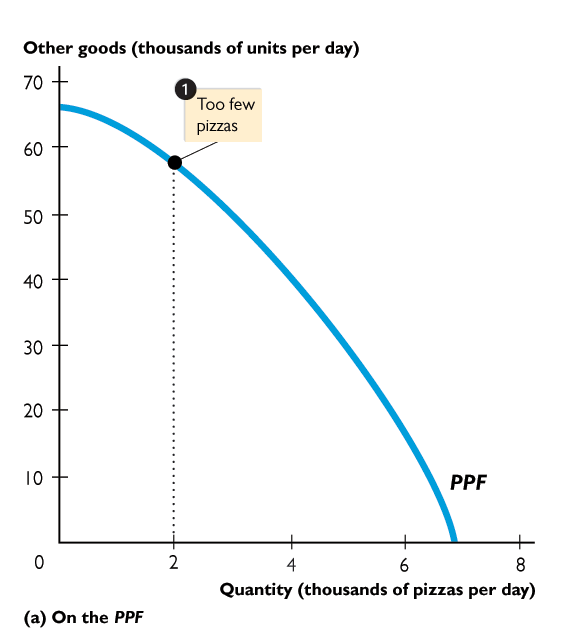 Other goods (thousands of units per day)
70
60
50
40
30
20
10
0
1
Too few
pizzas
PPF
2
4
6
8
Quantity (thousands of pizzas per day)
(a) On the PPF